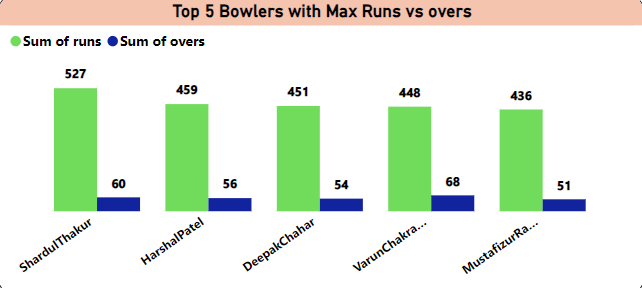 Top 5 Bowlers with Max Runs vs overs
Sum of runs Sum of overs
527 60 459 56 451 54 448 68 436 51
ShardulThakur HarshalPatel DeepakChahar VarunChakra... MustafizurRa...